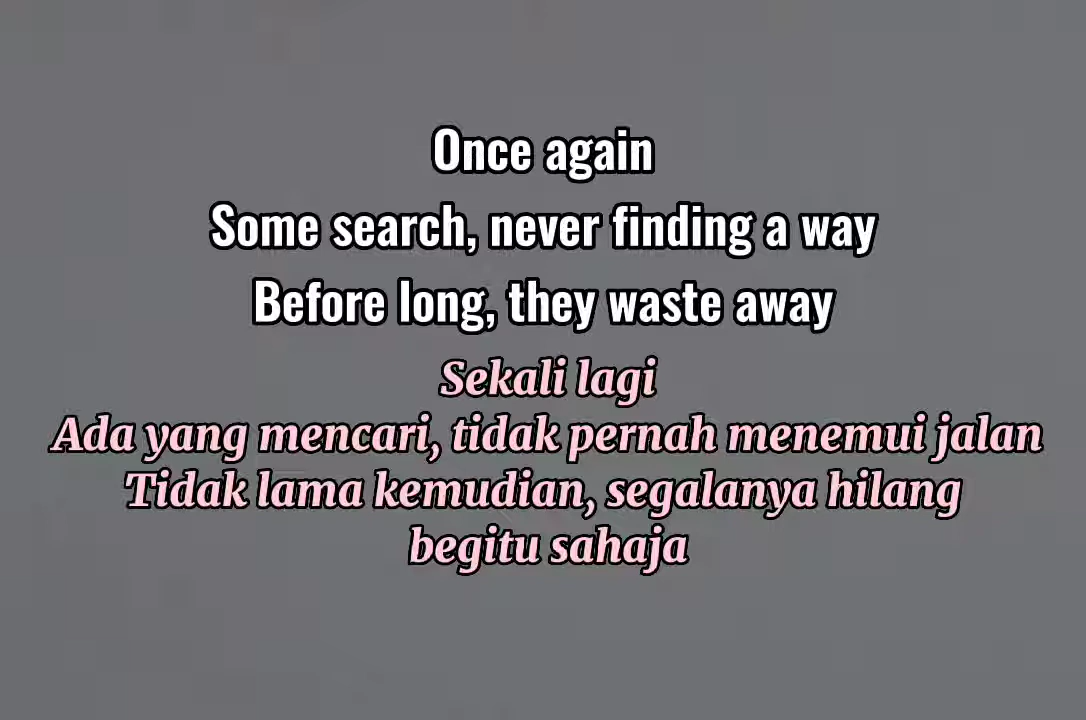 Once again
Some search, never finding a way
Before long, they waste away
Sekali lagi
Ada yang mencari, tidak pernah menemui jalan
Tidak lama kemudian, segalanya hilang
begitu sahaja